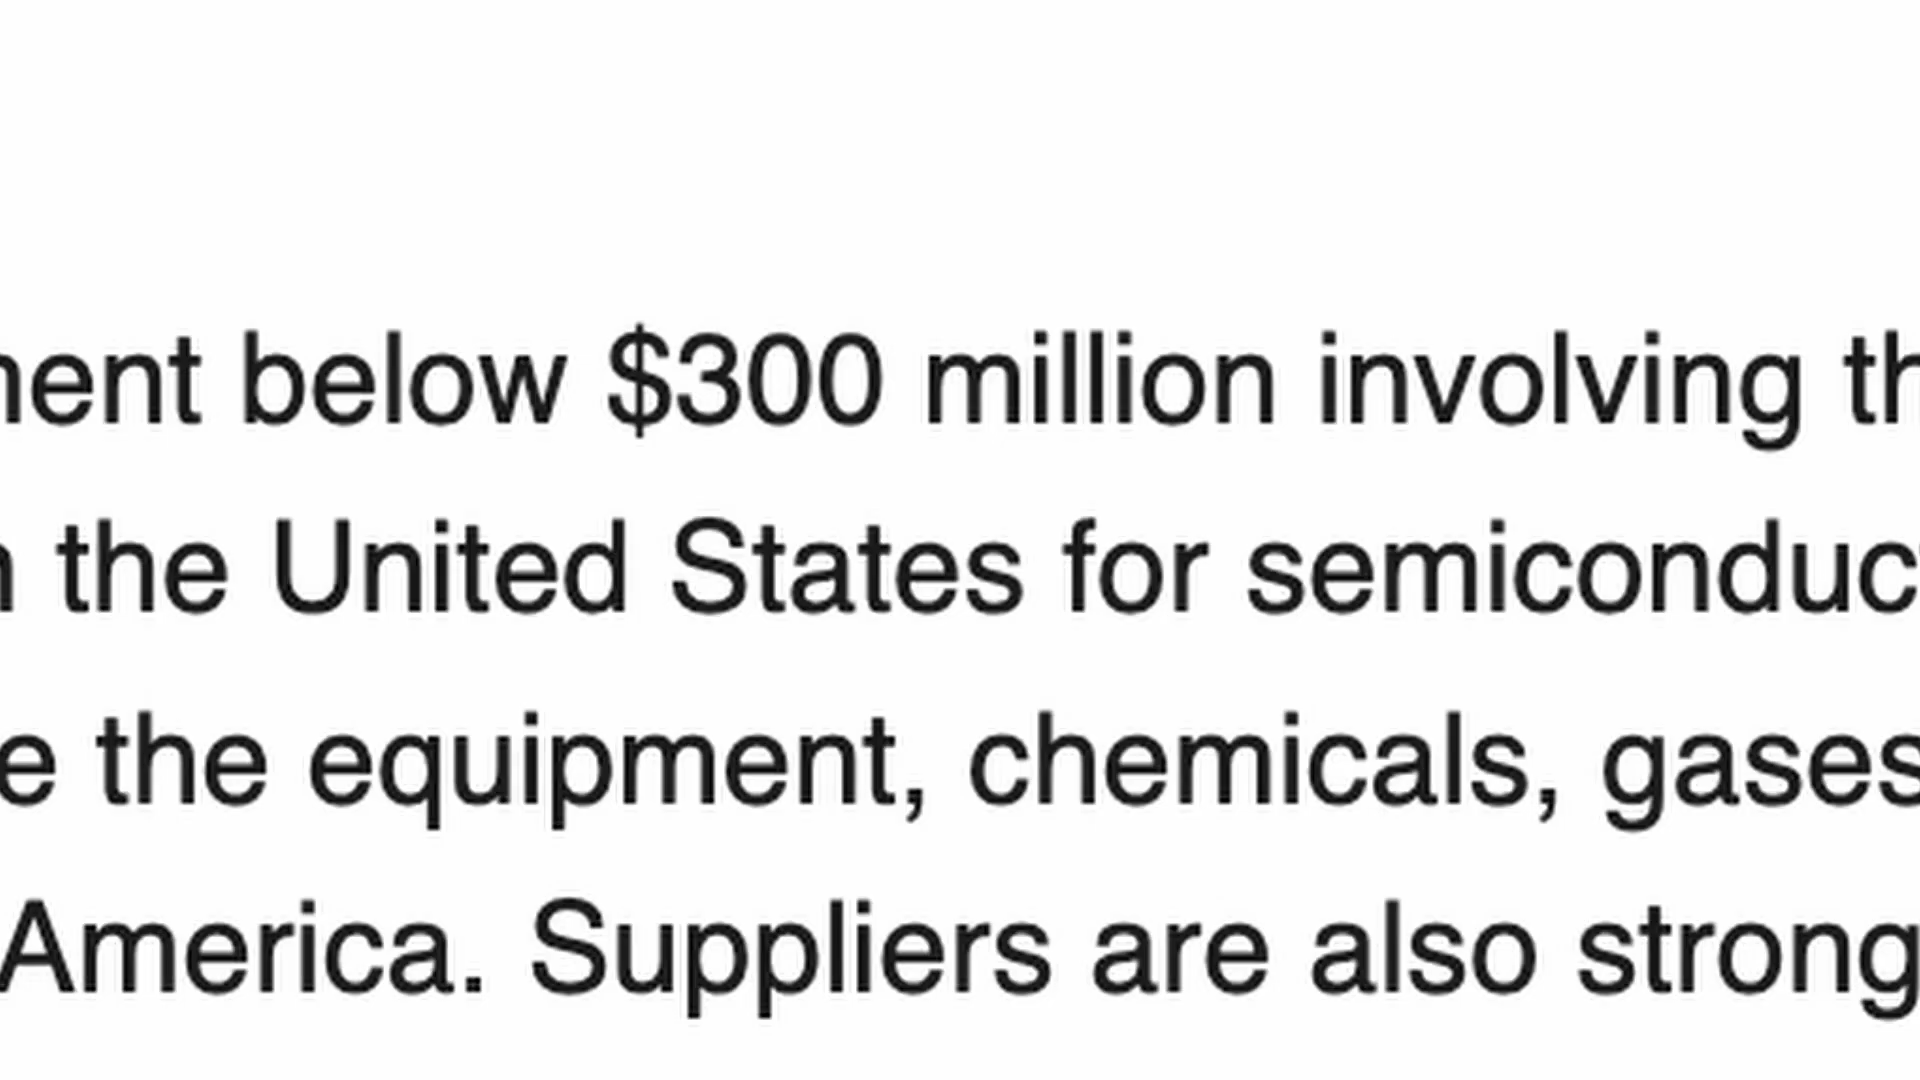 ment below $300 million involving th
n the United States for semiconduct
e the equipment, chemicals, gases
America. Suppliers are also strong